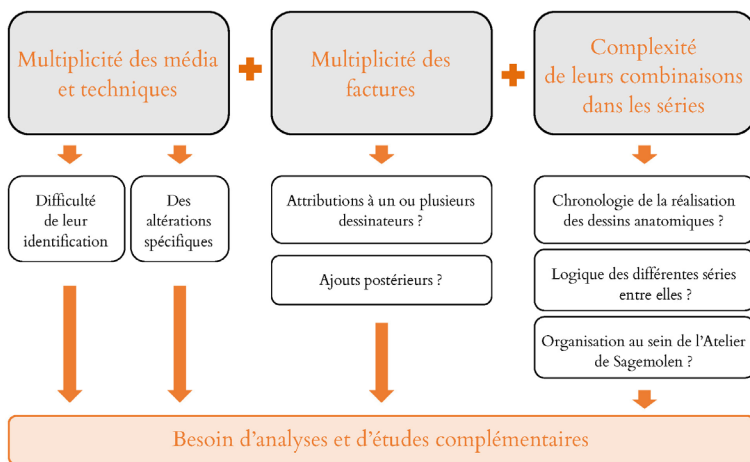 Multiplicité des média
et techniques
Multiplicité des
factures
Complexité
de leurs combinaisons
dans les séries
Difficulté
de leur
identification
Des
altérations
spécifiques
Attributions à un ou plusieurs
dessinateurs ?
Ajouts postérieurs ?
Chronologie de la réalisation
des dessins anatomiques ?
Logique des différentes séries
entre elles ?
Organisation au sein de l'Atelier
de Sagemolen ?
Besoin d'analyses et d'études complémentaires